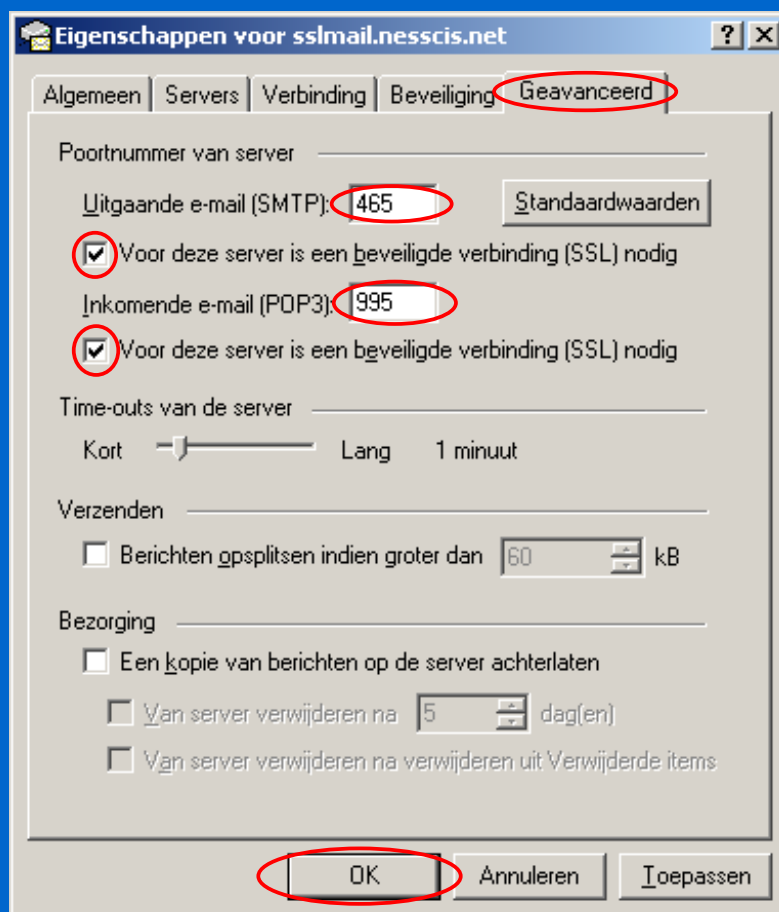 Eigenschappen voor sslmail.nesscis.net
Algemeen Servers Verbinding Beveiliging Geavanceerd
Poortnummer van server
Uitgaande e-mail (SMTP): 465 Standaardwaarden
Voor deze server is een beveiligde verbinding (SSL) nodig
Inkomende e-mail (POP3): 995
Voor deze server is een beveiligde verbinding (SSL) nodig
Time-outs van de server
Kort Lang 1 minuut
Verzenden
Berichten opsplitsen indien groter dan 60 kB
Bezorging
Een kopie van berichten op de server achterlaten
Van server verwijderen na 5 dag(en)
Van server verwijderen na verwijderen uit Verwijderde items
OK Annuleren Toepassen